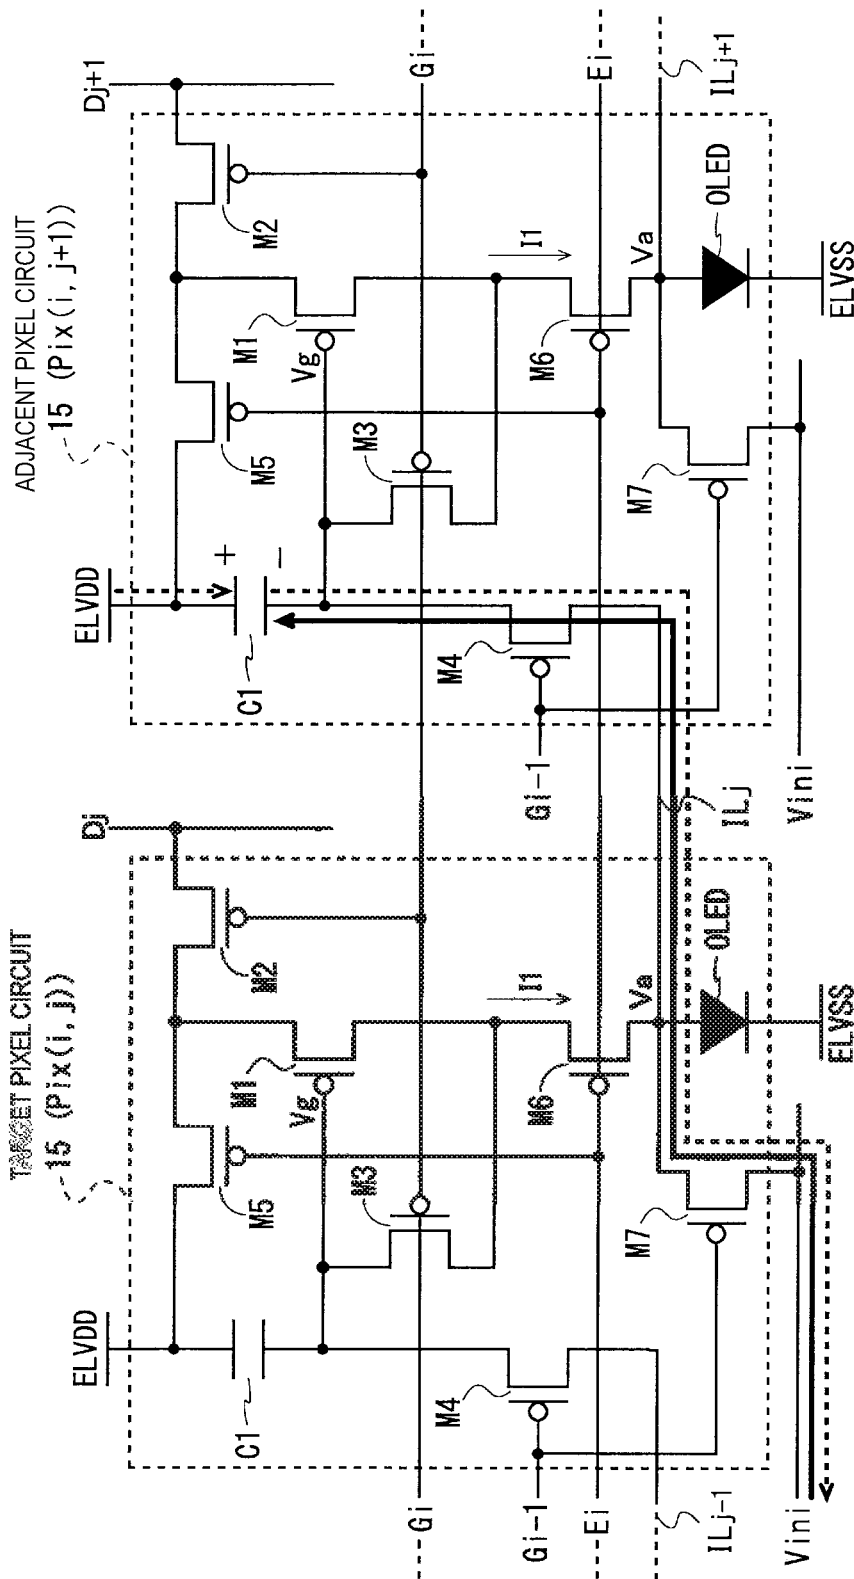 TARGET PIXEL CIRCUIT
15 (Pix(i, j))
ELVDD
C1
M5
M2
Dj
M1
Vg
M3
Gi
I1
M4
Gi-1
Ei
M6
Va
ILj-1
M7
OLED
Vini
ELVSS
ADJACENT PIXEL CIRCUIT
15 (Pix(i, j+1))
ELVDD
+
-
C1
M5
M2
Dj+1
M1
Vg
M3
Gi
I1
M4
Gi-1
Ei
M6
Va
ILj
ILj+1
M7
OLED
Vini
ELVSS